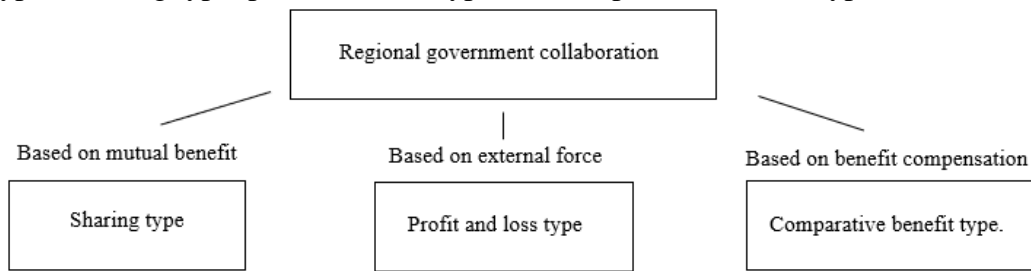 Regional government collaboration
Based on mutual benefit
Based on external force
Based on benefit compensation
Sharing type
Profit and loss type
Comparative benefit type.